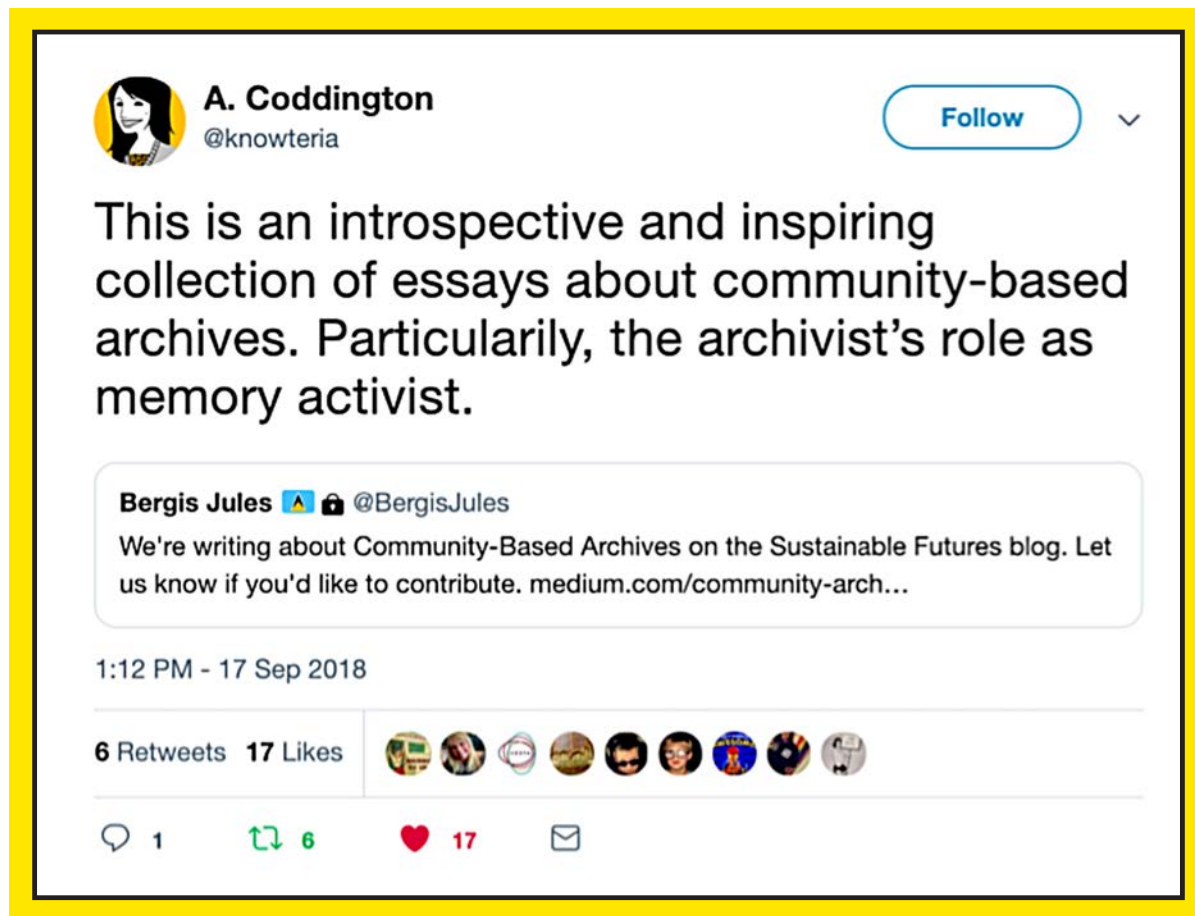 A. Coddington
@knowteria
Follow
This is an introspective and inspiring
collection of essays about community-based
archives. Particularily, the archivist’s role as
memory activist.
Bergis Jules 🇱🇨 @BergisJules
We're writing about Community-Based Archives on the Sustainable Futures blog. Let
us know if you'd like to contribute. medium.com/community-arch...
1:12 PM - 17 Sep 2018
6 Retweets 17 Likes
1 6 17